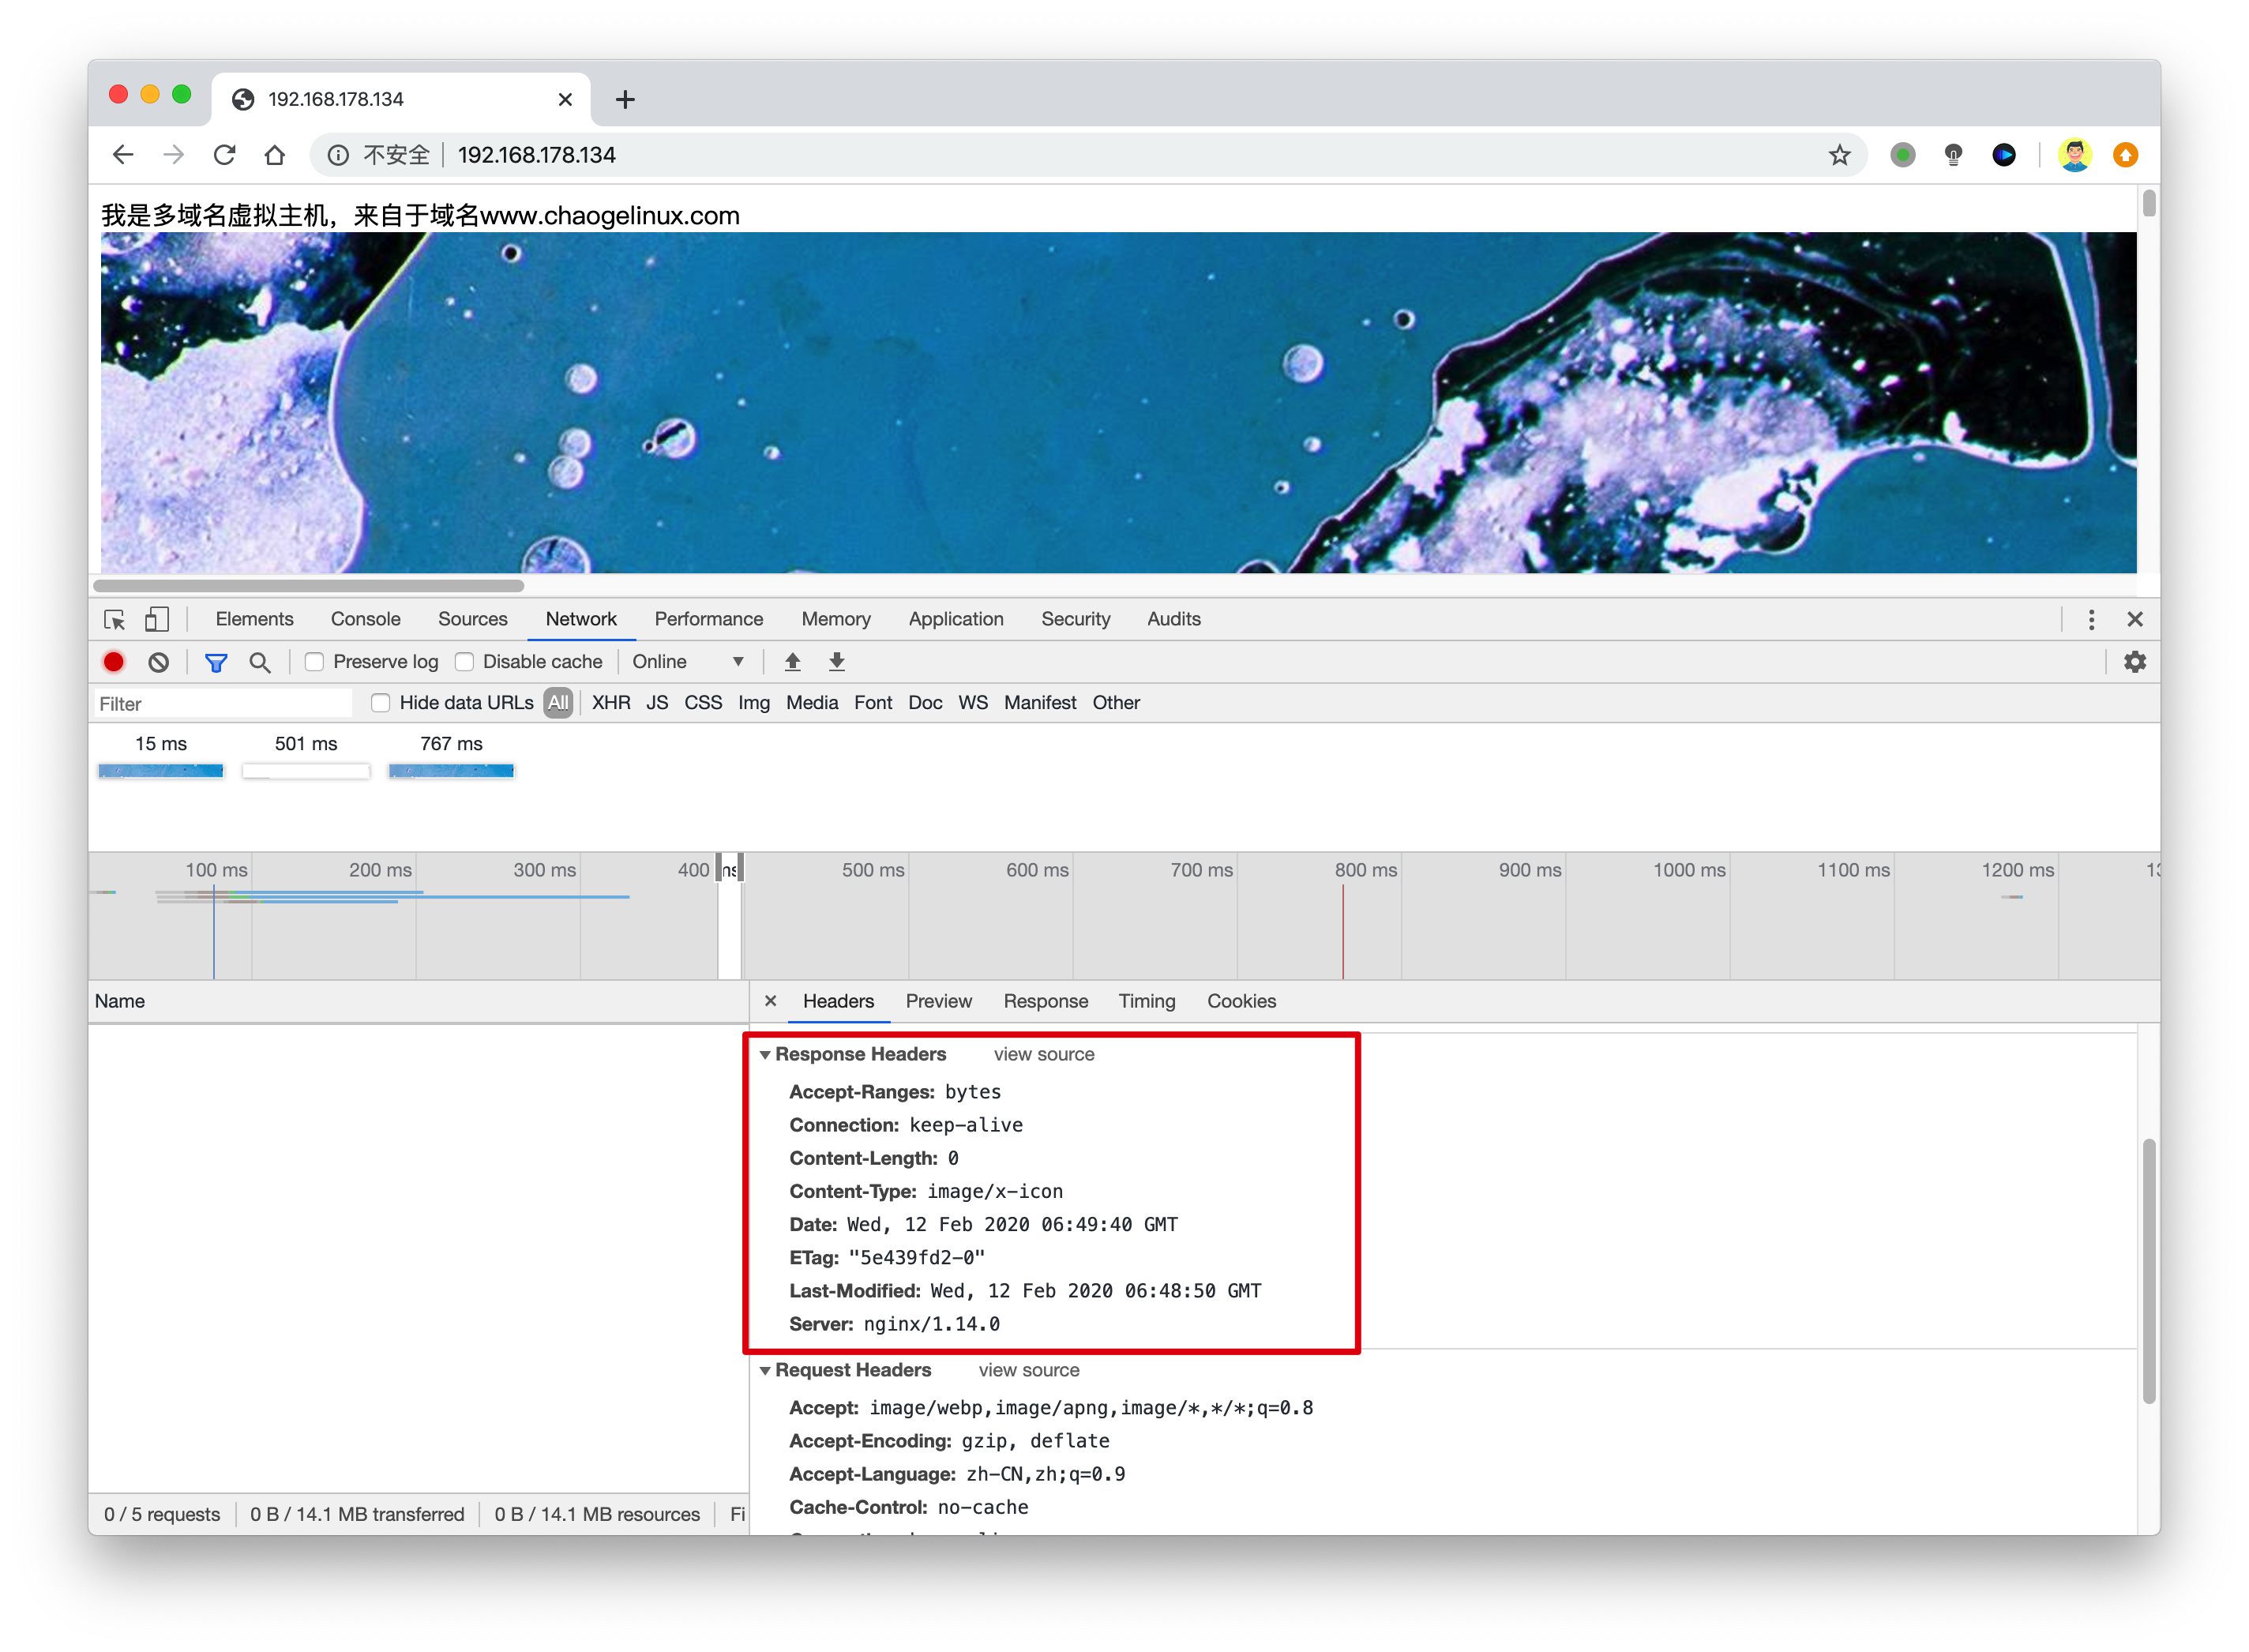 192.168.178.134
不安全 192.168.178.134
我是多域名虚拟主机，来自于域名www.chaogelinux.com
Elements Console Sources Network Performance Memory Application Security Audits
Preserve log Disable cache Online
Filter Hide data URLs All XHR JS CSS Img Media Font Doc WS Manifest Other
15 ms 501 ms 767 ms
100 ms 200 ms 300 ms 400 ms 500 ms 600 ms 700 ms 800 ms 900 ms 1000 ms 1100 ms 1200 ms
Name Headers Preview Response Timing Cookies
Response Headers view source
Accept-Ranges: bytes
Connection: keep-alive
Content-Length: 0
Content-Type: image/x-icon
Date: Wed, 12 Feb 2020 06:49:40 GMT
ETag: "5e439fd2-0"
Last-Modified: Wed, 12 Feb 2020 06:48:50 GMT
Server: nginx/1.14.0
Request Headers view source
Accept: image/webp,image/apng,image/*,*/*;q=0.8
Accept-Encoding: gzip, deflate
Accept-Language: zh-CN,zh;q=0.9
Cache-Control: no-cache
0 / 5 requests 0 B / 14.1 MB transferred 0 B / 14.1 MB resources Fi